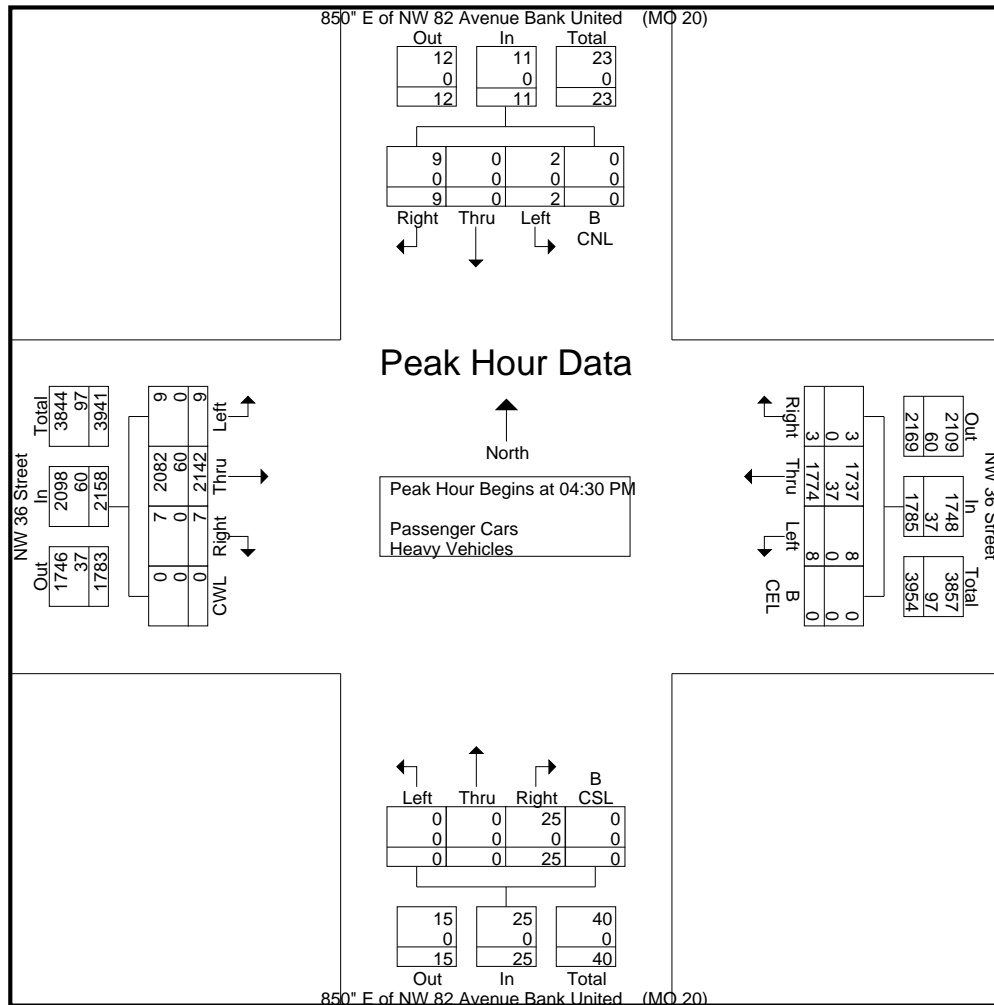 850" E of NW 82 Avenue Bank United (MO 20)
Out In Total
12 11 23
0 0 0
12 11 23
9 0 2 0
0 0 0 0
9 0 2 0
Right Thru Left B
CNL
Peak Hour Data
North
Peak Hour Begins at 04:30 PM
Passenger Cars
Heavy Vehicles
NW 36 Street
Out In Total
1746 2098 3844
37 60 97
1783 2158 3941
CWL Right Thru Left
0 7 2082 9
0 0 60 0
0 7 2142 9
NW 36 Street
Out In Total
2109 1748 3857
60 37 97
2169 1785 3954
3 1737 8 0
0 37 0 0
3 1774 8 0
Right Thru Left B
CEL
B
Left Thru Right CSL
0 0 25 0
0 0 0 0
0 0 25 0
15 25 40
0 0 0
15 25 40
Out In Total
850" E of NW 82 Avenue Bank United (MO 20)